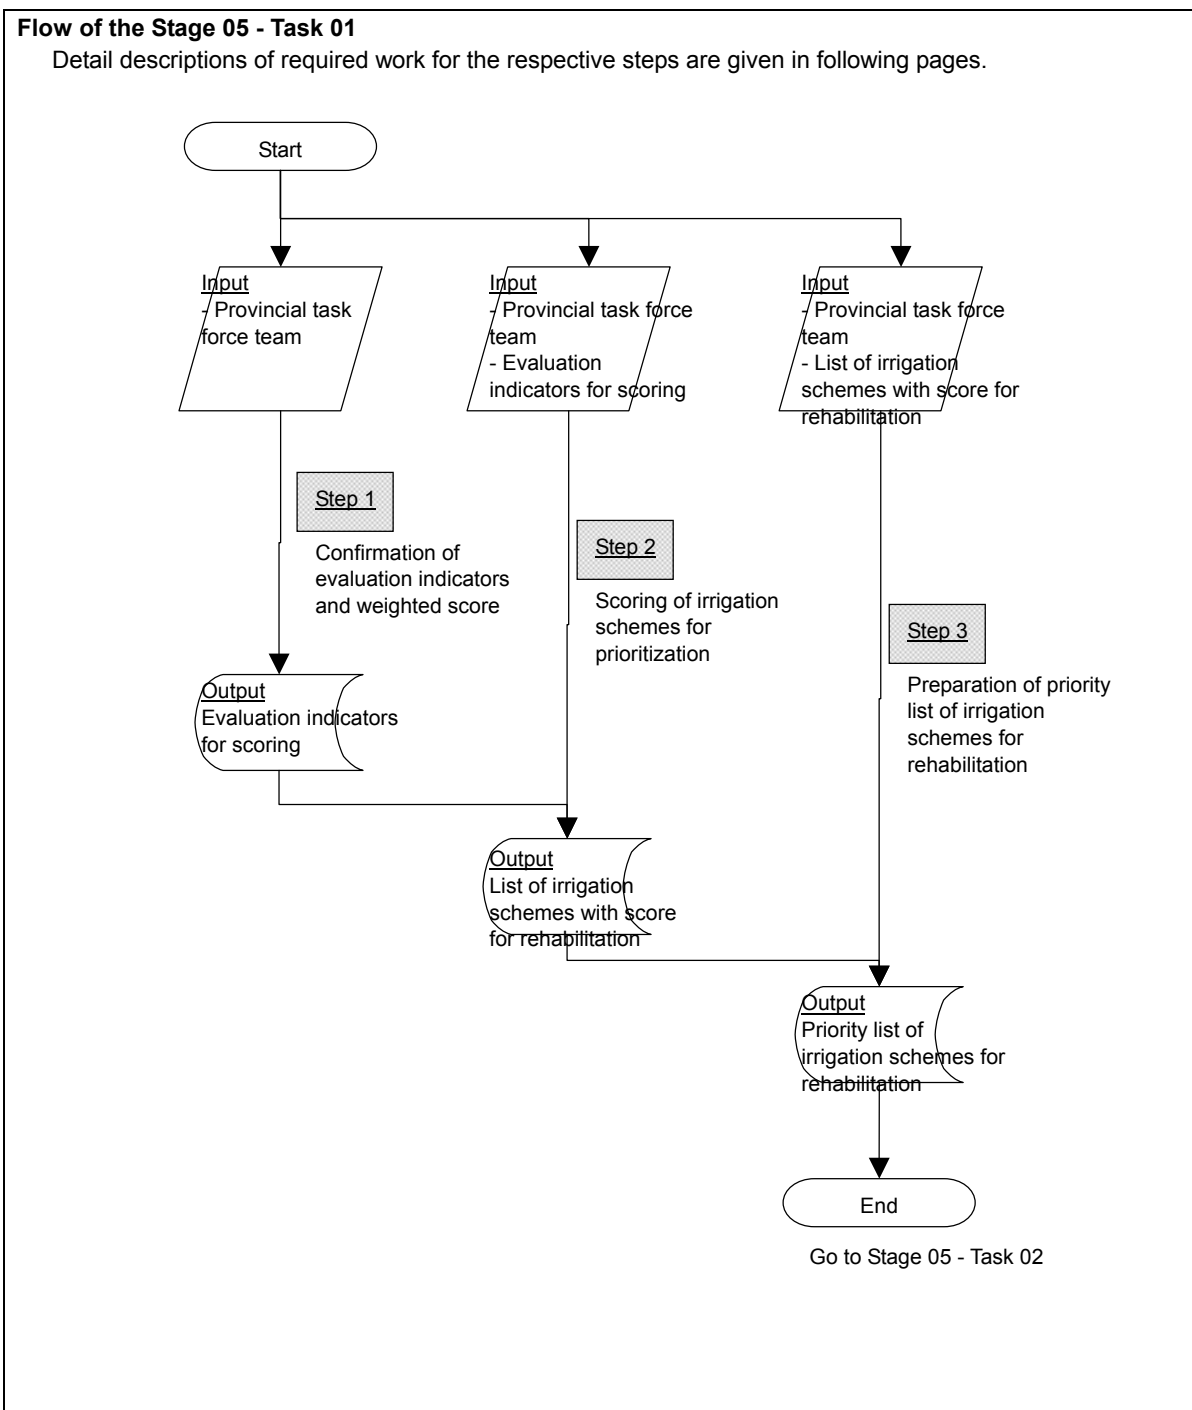 Flow of the Stage 05 - Task 01
Detail descriptions of required work for the respective steps are given in following pages.
Start
Input
- Provincial task
force team
Input
- Provincial task force
team
- Evaluation
indicators for scoring
Input
- Provincial task force
team
- List of irrigation
schemes with score for
rehabilitation
Step 1
Confirmation of
evaluation indicators
and weighted score
Step 2
Scoring of irrigation
schemes for
prioritization
Step 3
Preparation of priority
list of irrigation
schemes for
rehabilitation
Output
Evaluation indicators
for scoring
Output
List of irrigation
schemes with score
for rehabilitation
Output
Priority list of
irrigation schemes for
rehabilitation
End
Go to Stage 05 - Task 02